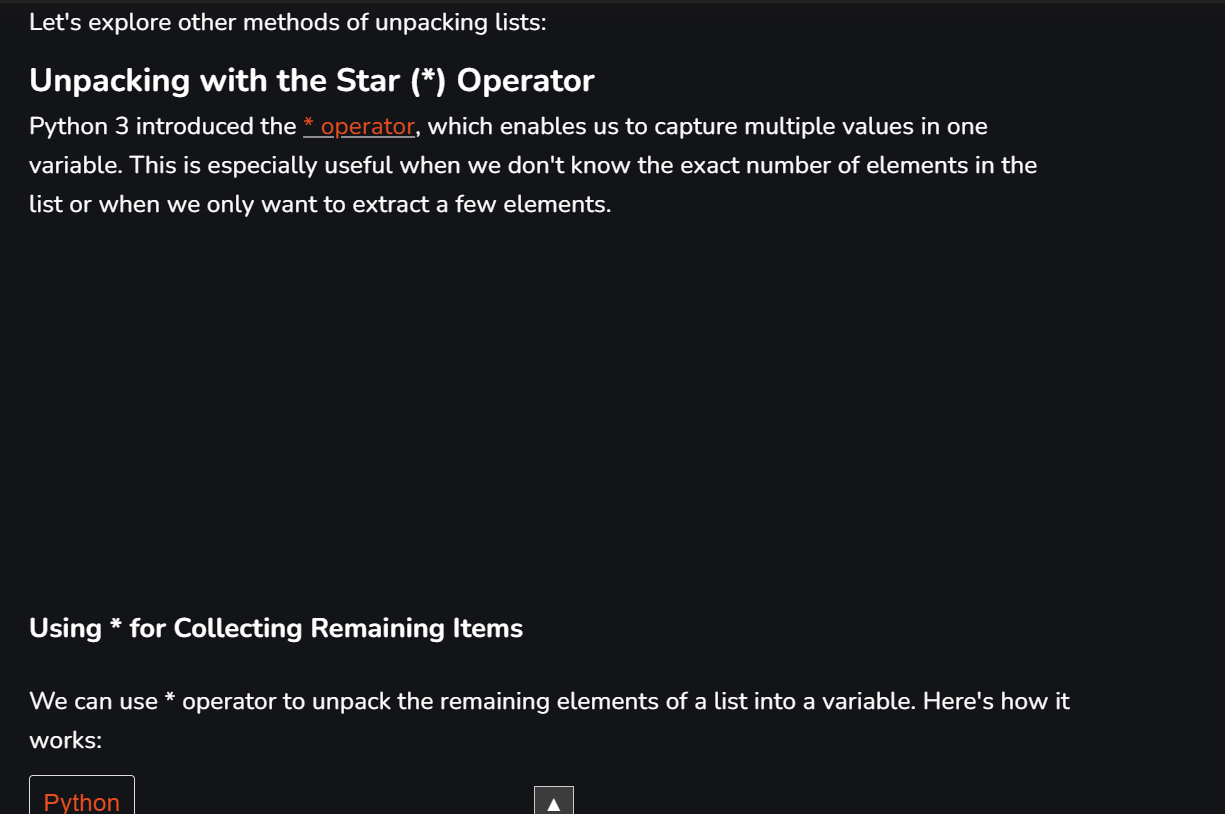 Let's explore other methods of unpacking lists:
Unpacking with the Star (*) Operator
Python 3 introduced the * operator, which enables us to capture multiple values in one
variable. This is especially useful when we don't know the exact number of elements in the
list or when we only want to extract a few elements.
Using * for Collecting Remaining Items
We can use * operator to unpack the remaining elements of a list into a variable. Here's how it
works:
Python
▲